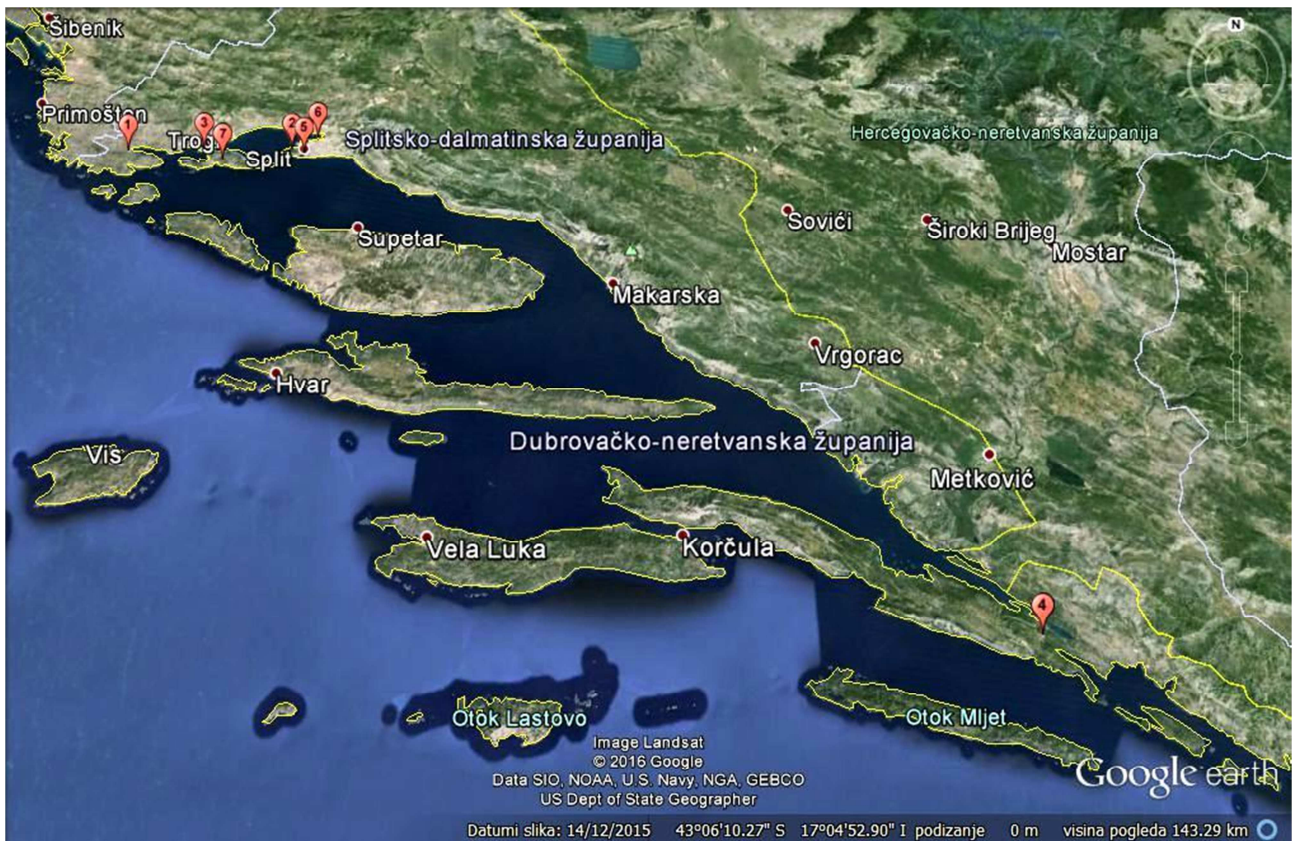 N
Šibenik
Primošten
1
3
Trog
7
2
5
6
Split
Splitsko-dalmatinska županija
Hercegovačko-neretvanska županija
Sovići
Široki Brijeg
Mostar
Supetar
Makarska
Vrgorac
Hvar
Dubrovačko-neretvanska županija
Vis
Metković
Vela Luka
Korčula
4
Otok Lastovo
Otok Mljet
Image Landsat
© 2016 Google
Data SIO, NOAA, U.S. Navy, NGA, GEBCO
US Dept of State Geographer
Google earth
Datumi slika: 14/12/2015 43°06'10.27" S 17°04'52.90" I podizanje 0 m visina pogleda 143.29 km